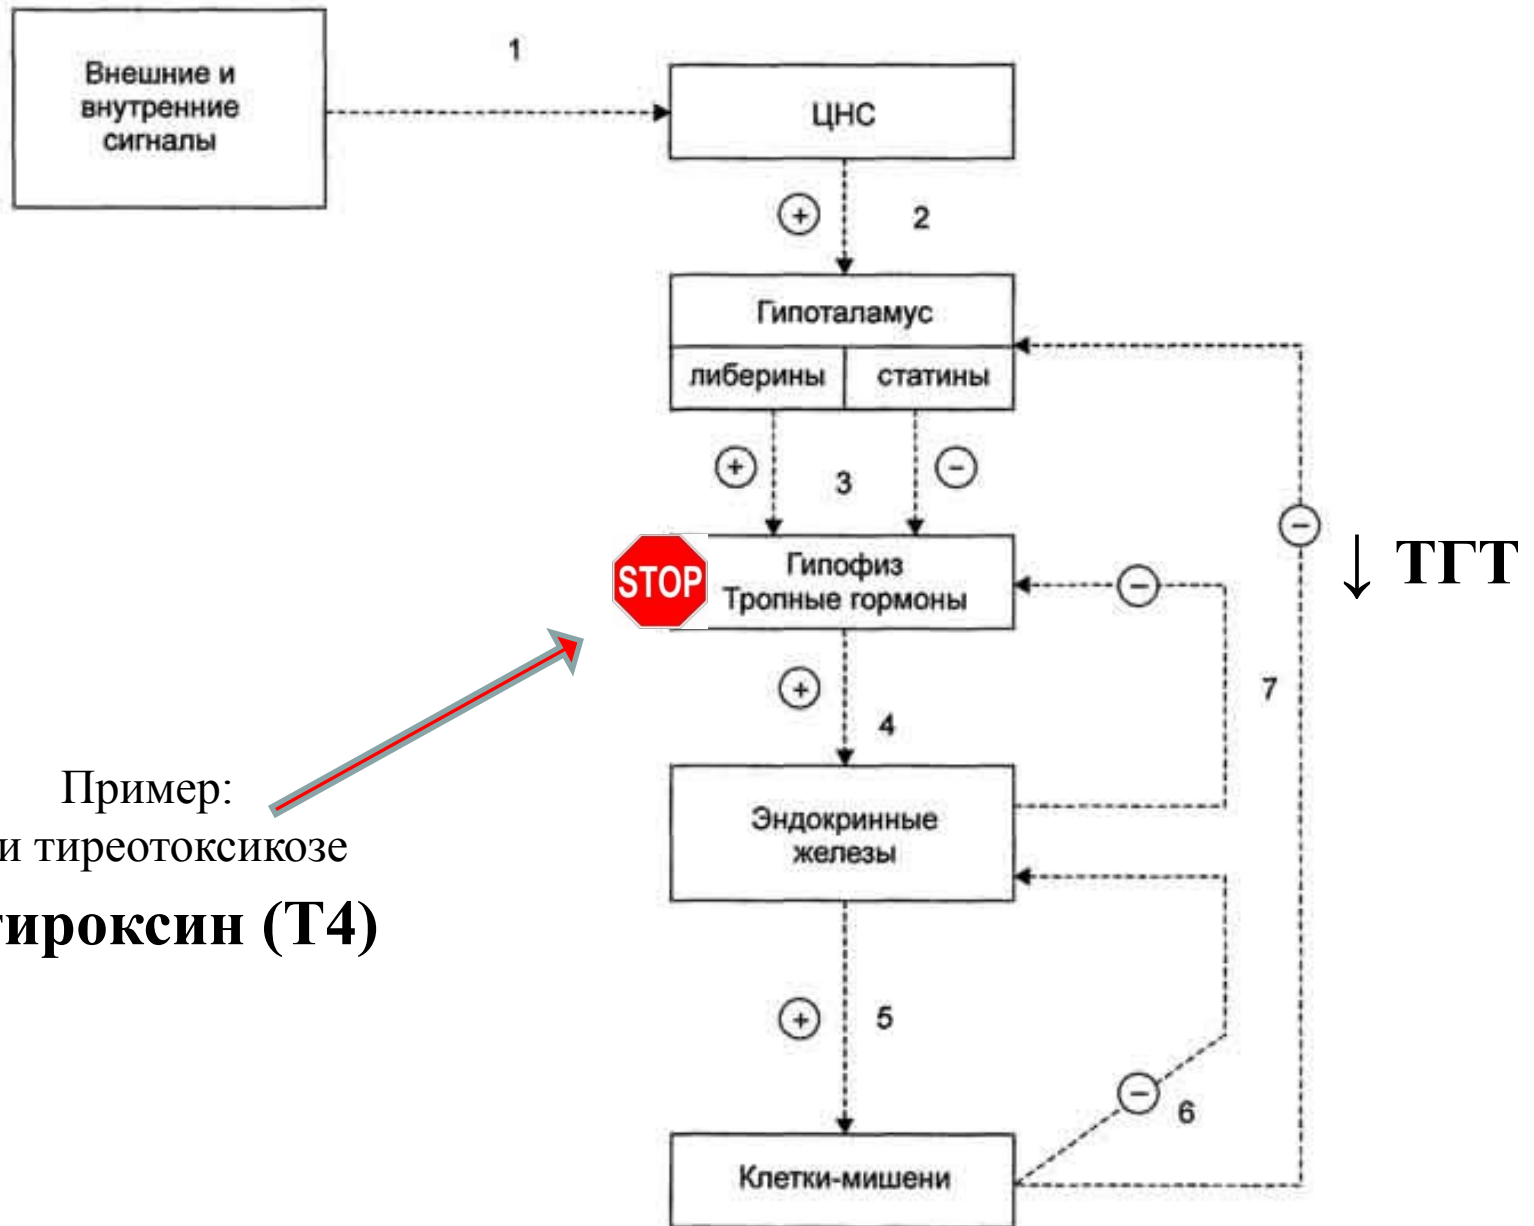 Внешние и
внутренние
сигналы
1
ЦНС
+
2
Гипоталамус
либерины
статины
+
3
−
STOP
Гипофиз
Тропные гормоны
−
−
↓ ТГТ
+
4
7
Пример:
и тиреотоксикозе
тироксин (Т4)
Эндокринные
железы
+
5
−
6
Клетки-мишени